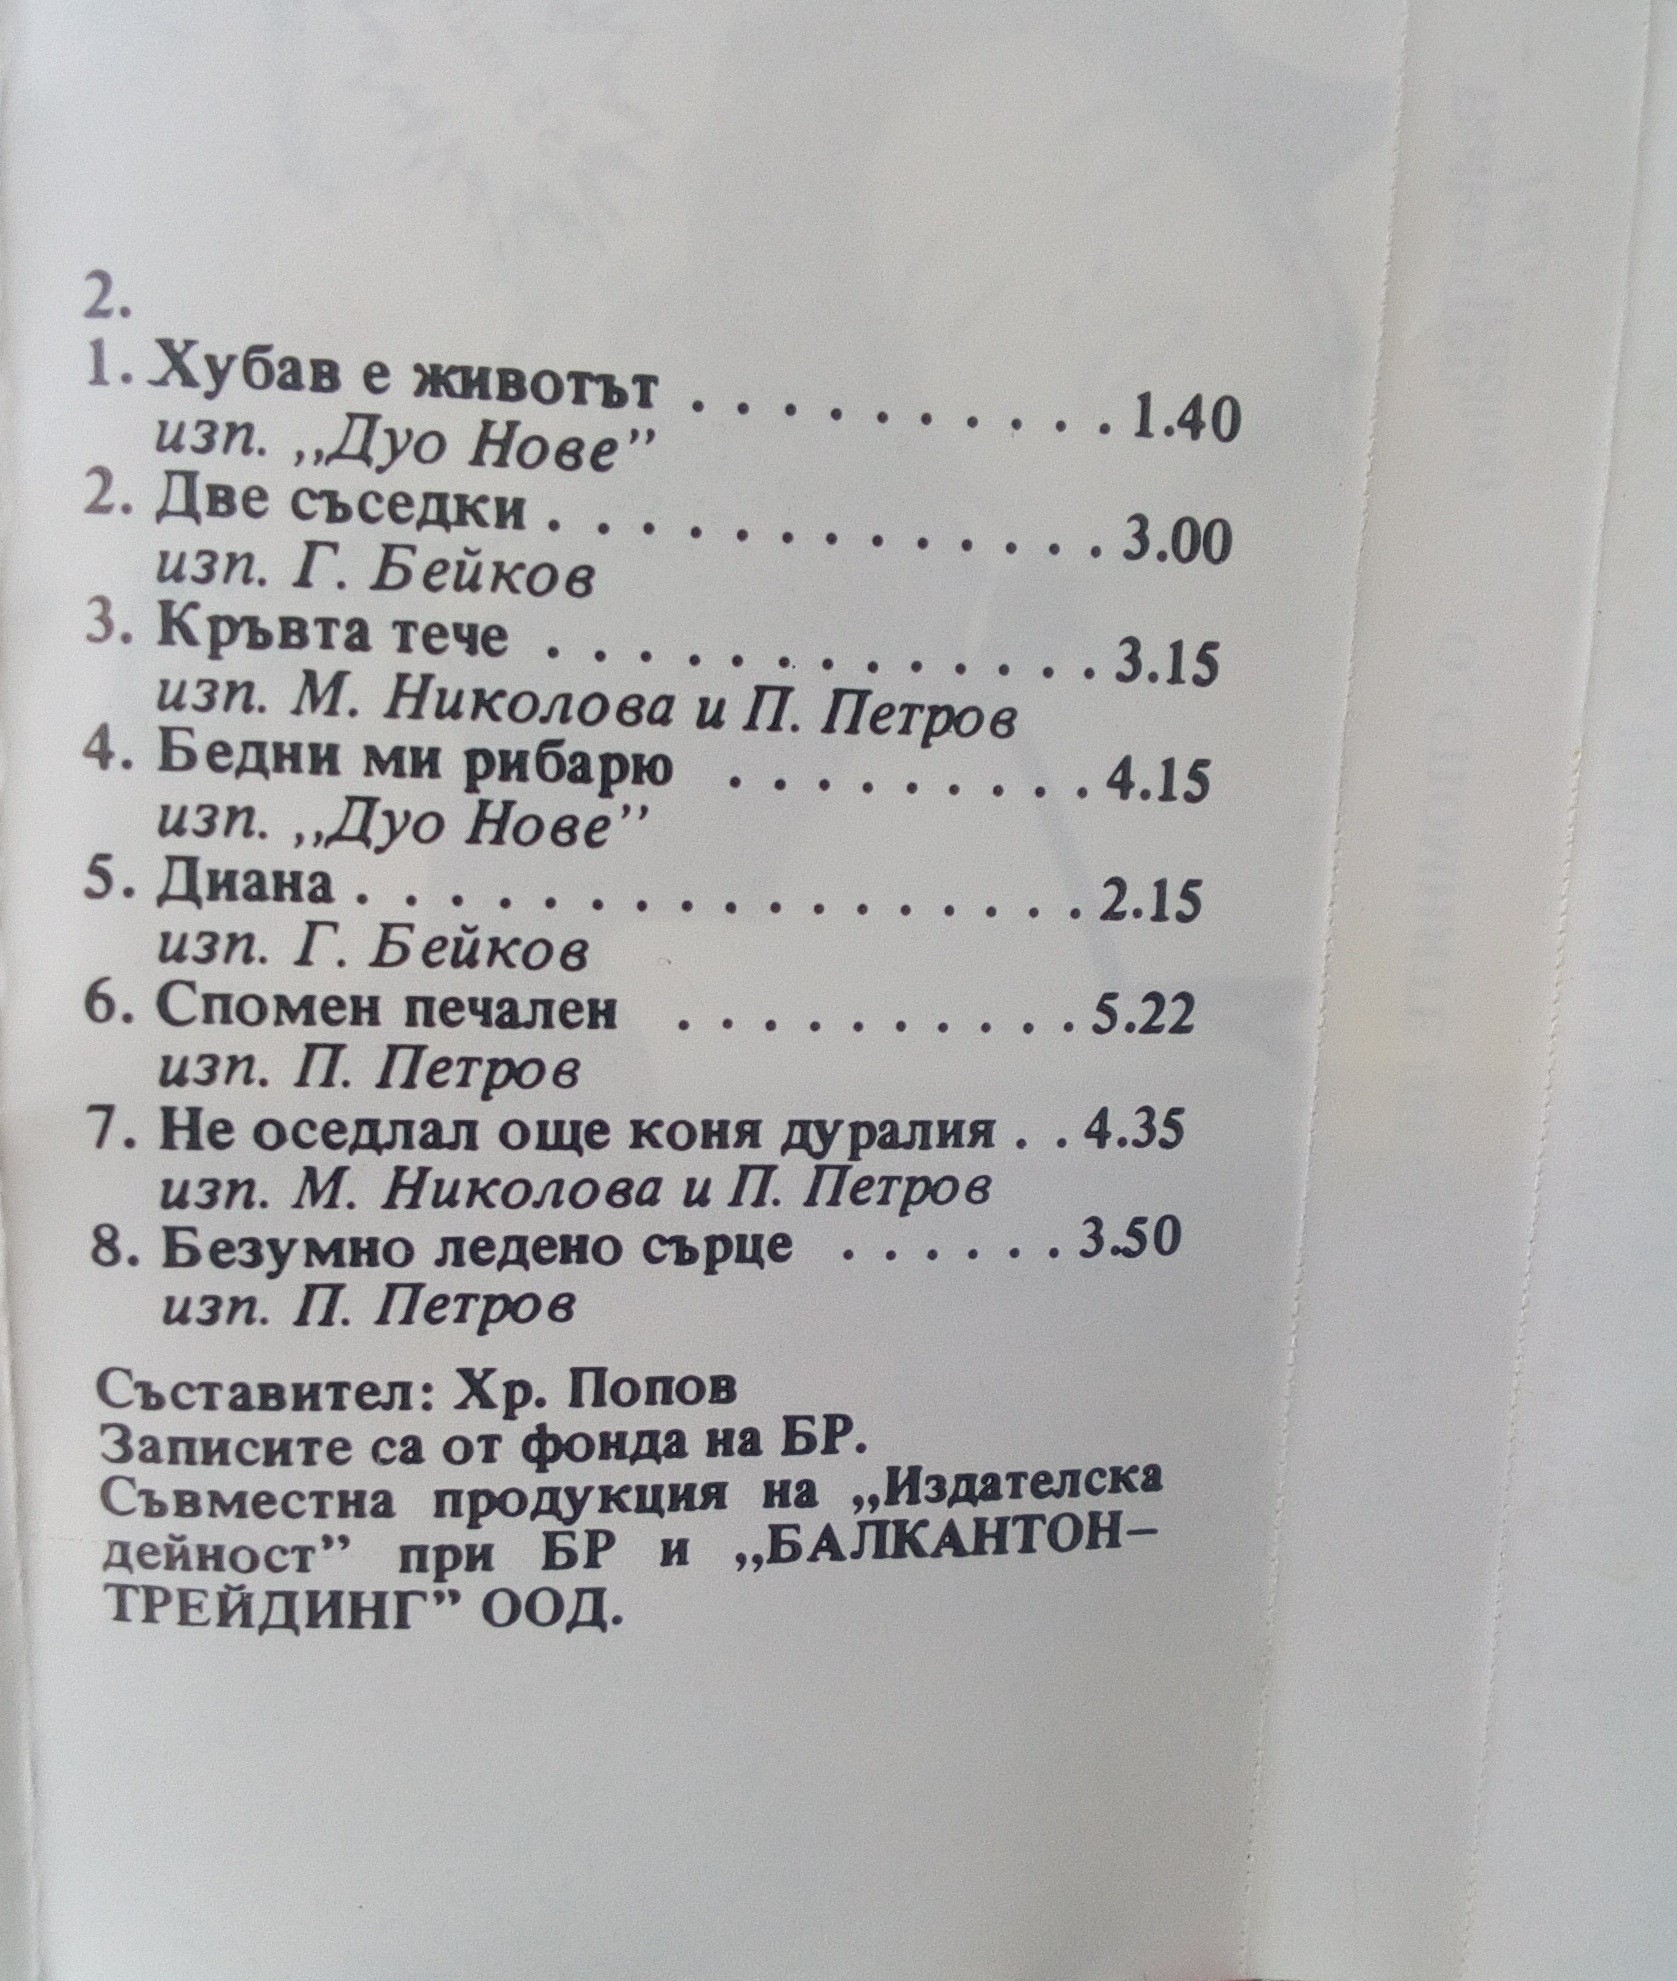 2.
1. Хубав е животът . . . . . . . . . . 1.40
изп. „Дуо Нове”
2. Две съседки . . . . . . . . . . . . . 3.00
изп. Г. Бейков
3. Кръвта тече . . . . . . . . . . . . . 3.15
изп. М. Николова и П. Петров
4. Бедни ми рибарю . . . . . . . . . 4.15
изп. „Дуо Нове”
5. Диана . . . . . . . . . . . . . . . . . 2.15
изп. Г. Бейков
6. Спомен печален . . . . . . . . . . 5.22
изп. П. Петров
7. Не оседлал още коня дуралия . . 4.35
изп. М. Николова и П. Петров
8. Безумно ледено сърце . . . . . . 3.50
изп. П. Петров
Съставител: Хр. Попов
Записите са от фонда на БР.
Съвместна продукция на „Издателска
дейност” при БР и „БАЛКАНТОН–
ТРЕЙДИНГ” ООД.